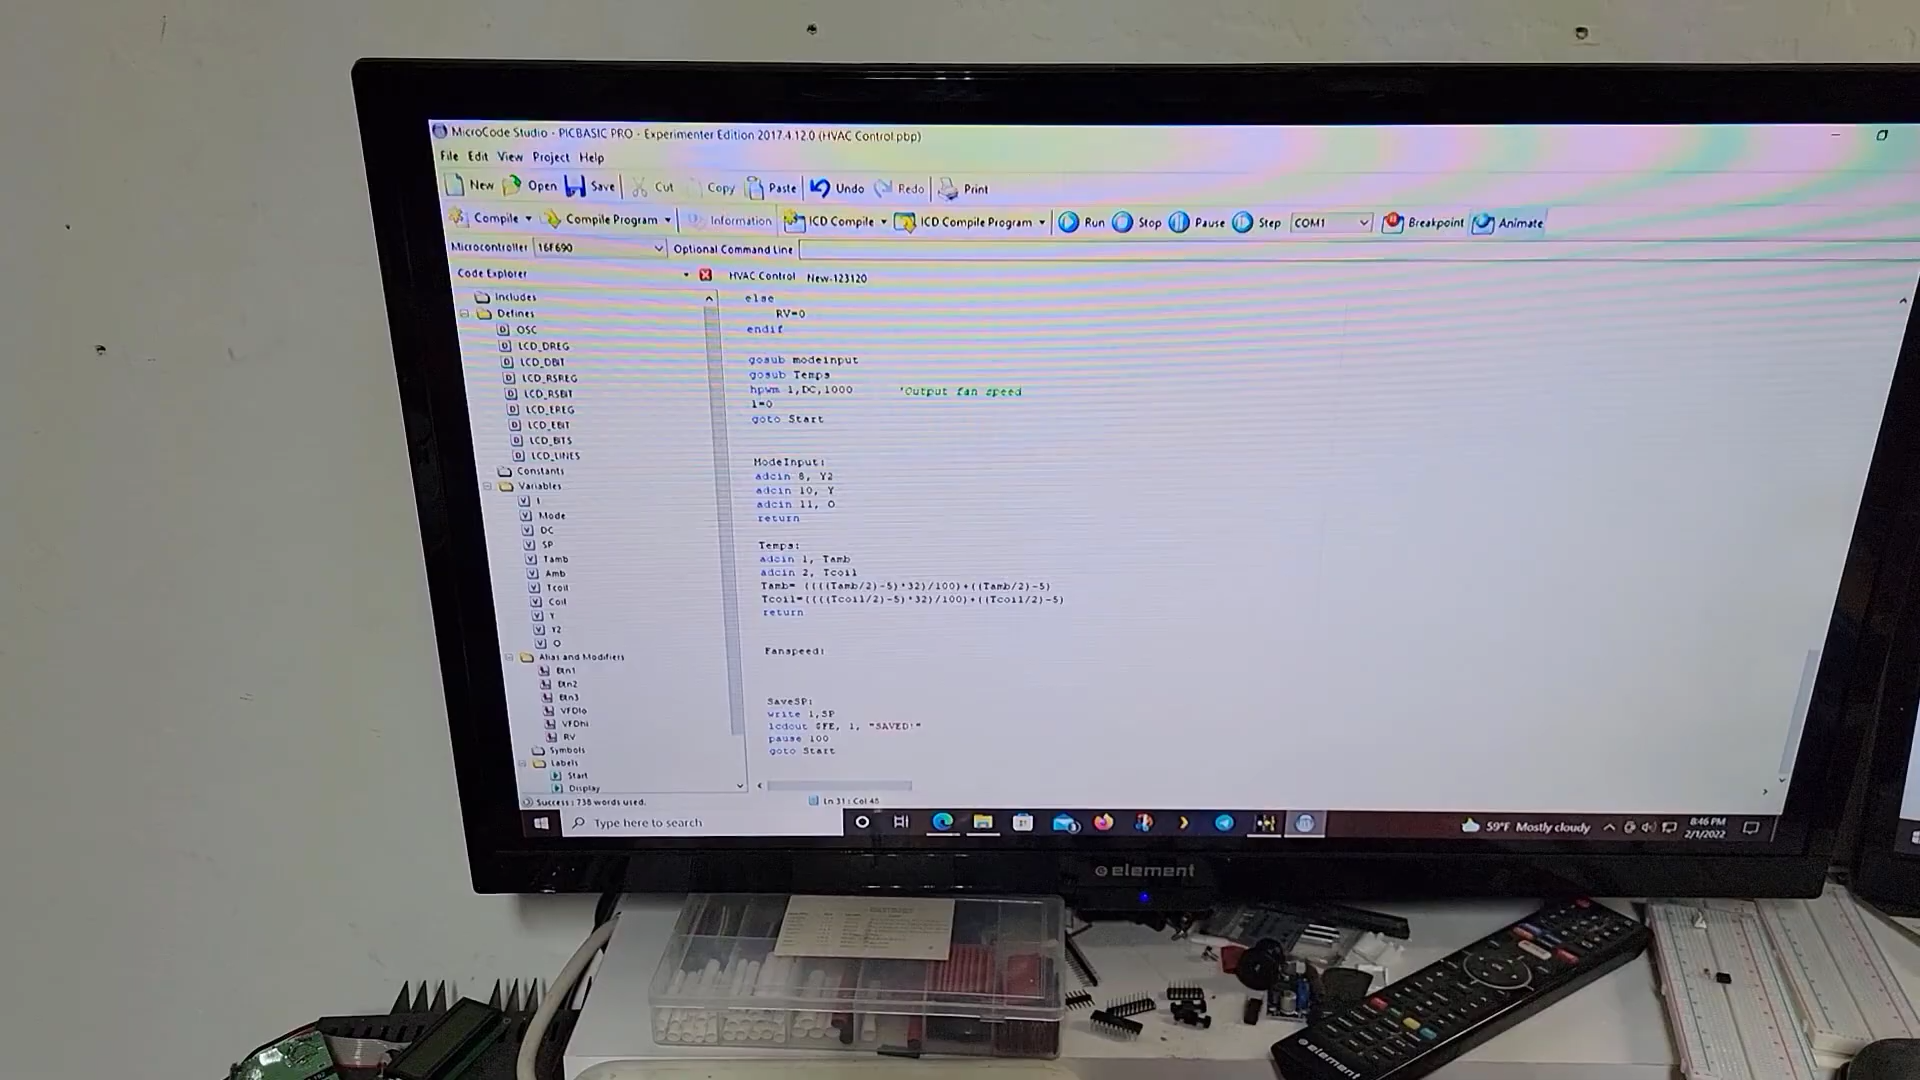 MicroCode Studio - PICBASIC PRO - Experimenter Edition 2017.4.12.0 (HVAC Control.pbp)
File Edit View Project Help
New Open Save Cut Copy Paste Undo Redo Print
Compile Compile Program Information ICD Compile ICD Compile Program Run Stop Pause Step COM1 Breakpoint Animate
Microcontroller 16F690 Optional Command Line
Code Explorer
HVAC Control New-123120
Includes
Defines
OSC
LCD_DREG
LCD_DBIT
LCD_RSREG
LCD_RSBIT
LCD_EREG
LCD_EBIT
LCD_BITS
LCD_LINES
Constants
Variables
I
Mode
DC
SP
Tamb
Amb
Tcoil
Coil
Y
Y2
O
Alias and Modifiers
Btn1
Btn2
Btn3
VFDlo
VFDhi
RV
Symbols
Labels
Start
Display
Success : 738 words used.
else
RV=0
endif
gosub modeinput
gosub Temps
hpwm 1,DC,1000 'Output fan speed
i=0
goto Start
ModeInput:
adcin 8, Y2
adcin 10, Y
adcin 11, O
return
Temps:
adcin 1, Tamb
adcin 2, Tcoil
Tamb= ((((Tamb/2)-5)*32)/100)+((Tamb/2)-5)
Tcoil=((((Tcoil/2)-5)*32)/100)+((Tcoil/2)-5)
return
Fanspeed:
SaveSP:
write 1,SP
lcdout $FE, 1, "SAVED!"
pause 100
goto Start
Ln 31 : Col 45
Type here to search
59°F Mostly cloudy
8:46 PM
2/1/2022
element
element